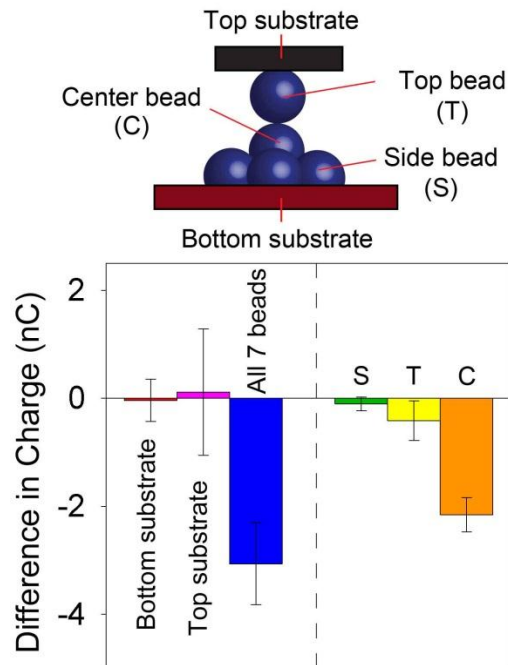 Top substrate
Center bead
(C)
Top bead
(T)
Side bead
(S)
Bottom substrate
Difference in Charge (nC)
2
0
-2
-4
Bottom substrate
Top substrate
All 7 beads
S T C